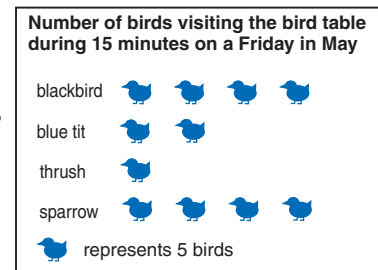 Number of birds visiting the bird table
during 15 minutes on a Friday in May
blackbird
blue tit
thrush
sparrow
represents 5 birds